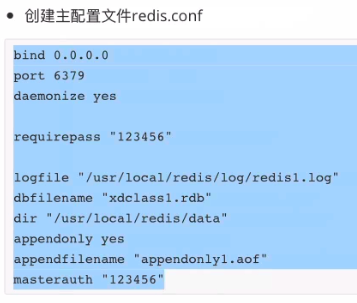 创建主配置文件redis.conf
bind 0.0.0.0
port 6379
daemonize yes
requirepass "123456"
logfile "/usr/local/redis/log/redis1.log"
dbfilename "xdclass1.rdb"
dir "/usr/local/redis/data"
appendonly yes
appendfilename "appendonly1.aof"
masterauth "123456"